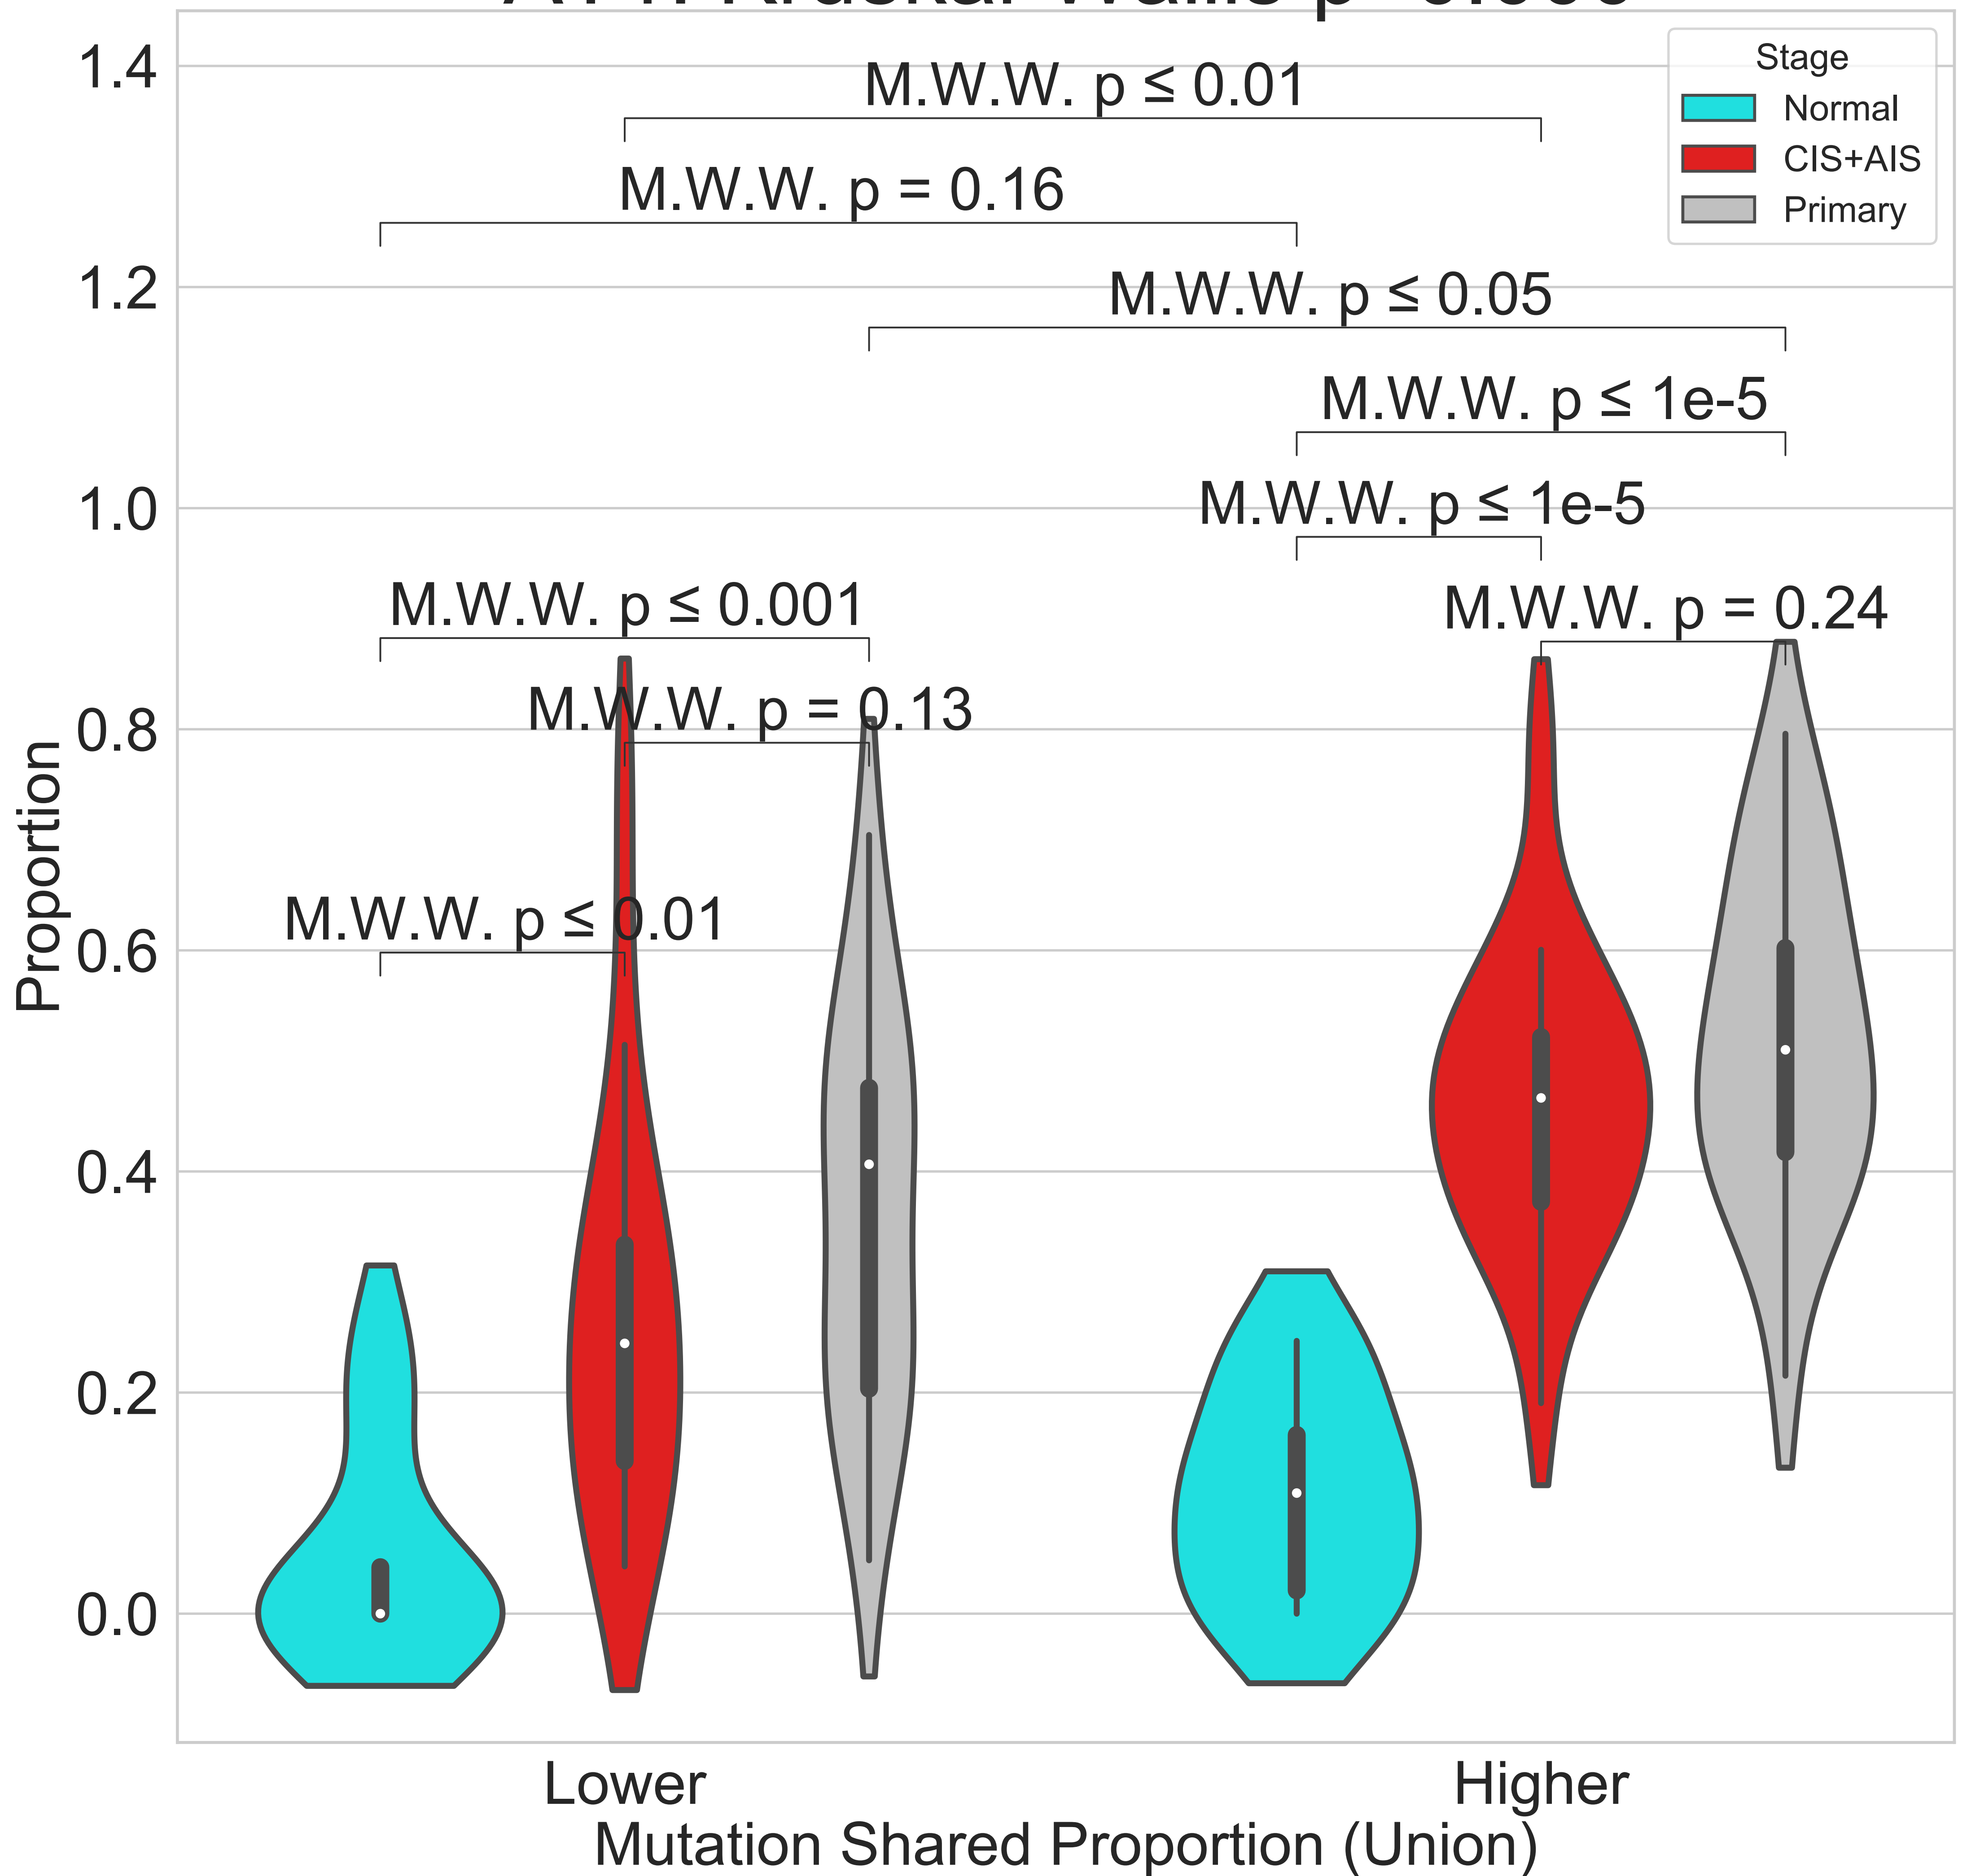 1.4
1.2
1.0
0.8
0.6
0.4
0.2
0.0
Proportion
M.W.W. p ≤ 0.01
M.W.W. p = 0.16
M.W.W. p ≤ 0.05
M.W.W. p ≤ 1e-5
M.W.W. p ≤ 1e-5
M.W.W. p ≤ 0.001
M.W.W. p = 0.24
M.W.W. p = 0.13
M.W.W. p ≤ 0.01
Stage
Normal
CIS+AIS
Primary
Lower
Higher
Mutation Shared Proportion (Union)